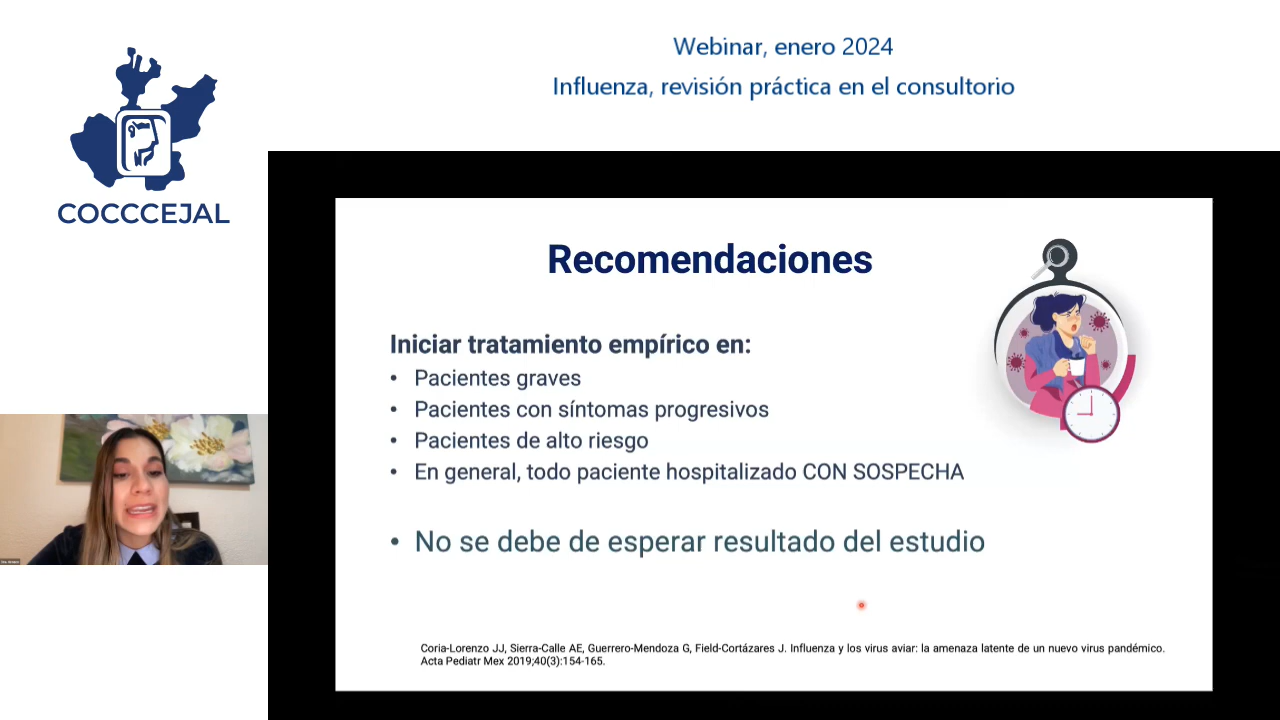 Webinar, enero 2024
Influenza, revisión práctica en el consultorio
COCCCEJAL
Recomendaciones
Iniciar tratamiento empírico en:
• Pacientes graves
• Pacientes con síntomas progresivos
• Pacientes de alto riesgo
• En general, todo paciente hospitalizado CON SOSPECHA
• No se debe de esperar resultado del estudio
Coria-Lorenzo JJ, Sierra-Calle AE, Guerrero-Mendoza G, Field-Cortázares J. Influenza y los virus aviar: la amenaza latente de un nuevo virus pandémico.
Acta Pediatr Mex 2019;40(3):154-165.